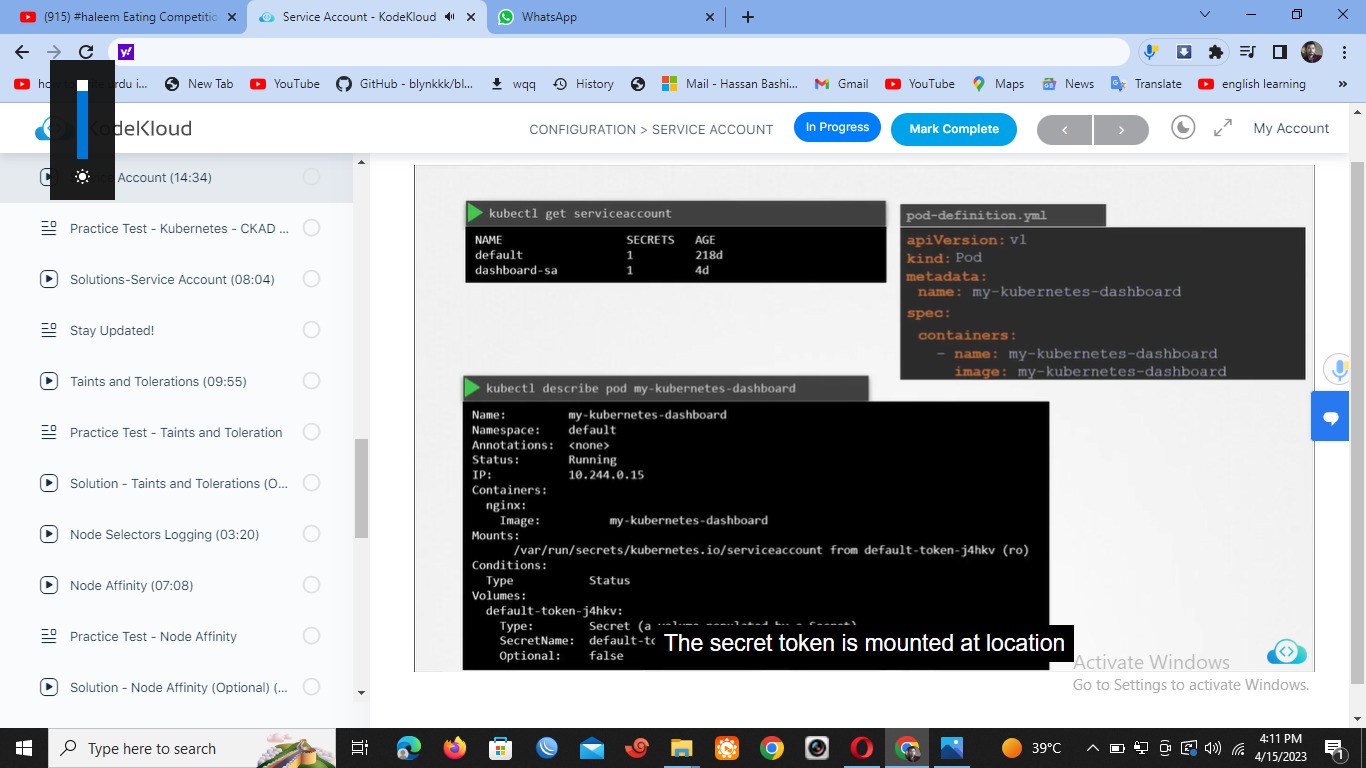 (915) #haleem Eating Competitio
Service Account - KodeKloud
WhatsApp
how to write urdu i...
New Tab
YouTube
GitHub - blynkkk/bl...
wqq
History
Mail - Hassan Bashi...
Gmail
YouTube
Maps
News
Translate
english learning
»
KodeKloud
CONFIGURATION > SERVICE ACCOUNT
In Progress
Mark Complete
My Account
Account (14:34)
Practice Test - Kubernetes - CKAD ...
Solutions-Service Account (08:04)
Stay Updated!
Taints and Tolerations (09:55)
Practice Test - Taints and Toleration
Solution - Taints and Tolerations (O...
Node Selectors Logging (03:20)
Node Affinity (07:08)
Practice Test - Node Affinity
Solution - Node Affinity (Optional) (...
kubectl get serviceaccount
NAME SECRETS AGE
default 1 218d
dashboard-sa 1 4d
pod-definition.yml
apiVersion: v1
kind: Pod
metadata:
name: my-kubernetes-dashboard
spec:
containers:
- name: my-kubernetes-dashboard
image: my-kubernetes-dashboard
kubectl describe pod my-kubernetes-dashboard
Name: my-kubernetes-dashboard
Namespace: default
Annotations: <none>
Status: Running
IP: 10.244.0.15
Containers:
nginx:
Image: my-kubernetes-dashboard
Mounts:
/var/run/secrets/kubernetes.io/serviceaccount from default-token-j4hkv (ro)
Conditions:
Type Status
Volumes:
default-token-j4hkv:
Type: Secret (a volume populated by a Secret)
SecretName: default-to
Optional: false
The secret token is mounted at location
Activate Windows
Go to Settings to activate Windows.
Type here to search
39°C
4:11 PM
4/15/2023
1